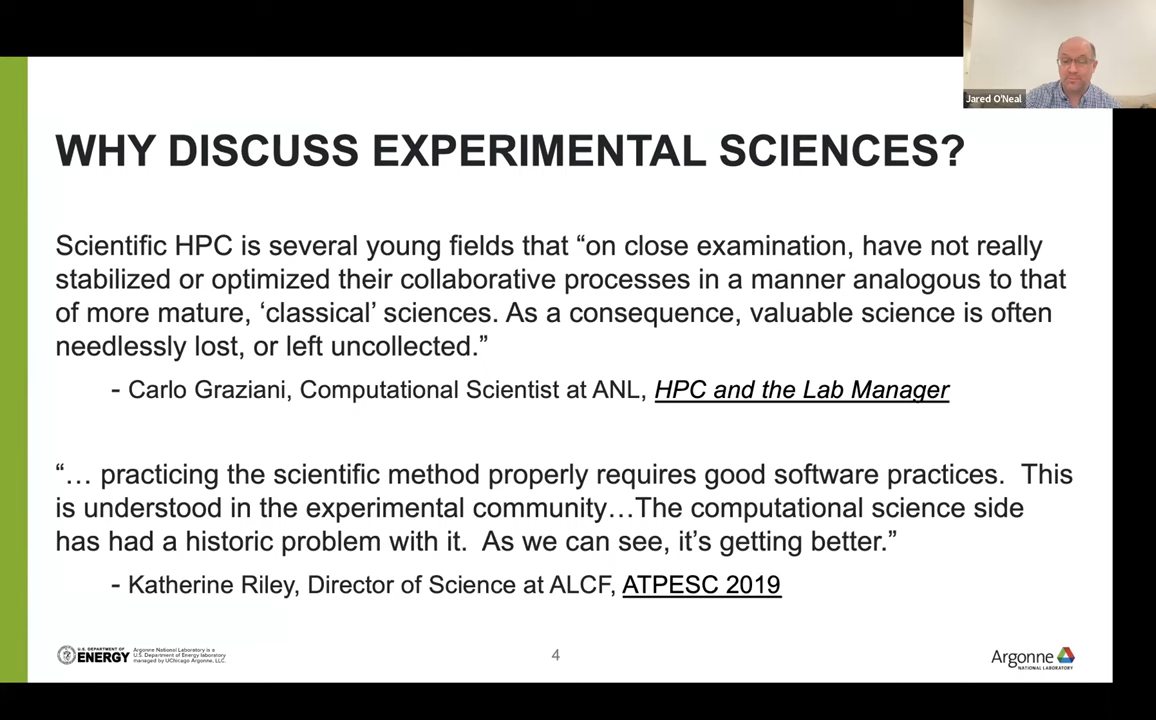 Jared O'Neal
WHY DISCUSS EXPERIMENTAL SCIENCES?
Scientific HPC is several young fields that “on close examination, have not really
stabilized or optimized their collaborative processes in a manner analogous to that
of more mature, ‘classical’ sciences. As a consequence, valuable science is often
needlessly lost, or left uncollected.”
- Carlo Graziani, Computational Scientist at ANL, HPC and the Lab Manager
“… practicing the scientific method properly requires good software practices.  This
is understood in the experimental community…The computational science side
has had a historic problem with it.  As we can see, it’s getting better.”
- Katherine Riley, Director of Science at ALCF, ATPESC 2019
U.S. DEPARTMENT OF
ENERGY
Argonne National Laboratory is a
U.S. Department of Energy laboratory
managed by UChicago Argonne, LLC.
4
Argonne
NATIONAL LABORATORY